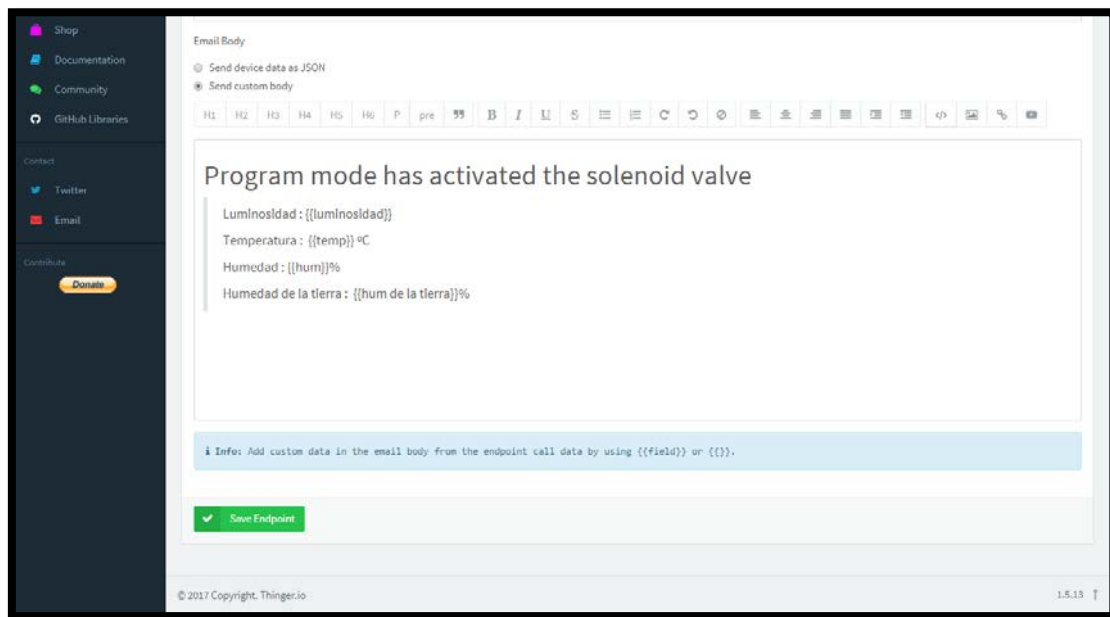 Shop
Documentation
Community
GitHub Libraries
Contact
Twitter
Email
Contribute
Donate
Email Body
Send device data as JSON
Send custom body
H1 H2 H3 H4 H5 H6 P pre B I U S
Program mode has activated the solenoid valve
Luminosidad : {{luminosidad}}
Temperatura : {{temp}} ºC
Humedad : {{hum}}%
Humedad de la tierra : {{hum de la tierra}}%
i Info: Add custom data in the email body from the endpoint call data by using {{field}} or {{}}.
Save Endpoint
© 2017 Copyright. Thinger.io
1.5.13